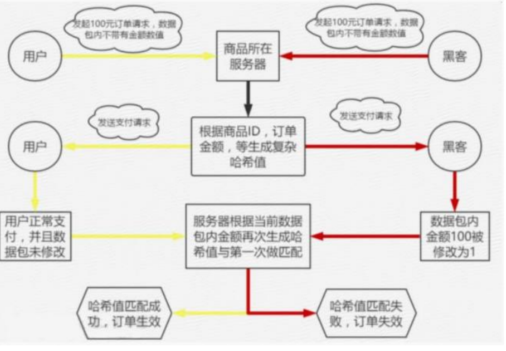 发起100元订单请求，数据
包内不带有金额数值
发起100元订单请求，数据
包内不带有金额数值
用户
商品所在
服务器
黑客
发送支付请求
发送支付请求
用户
根据商品ID，订单
金额，等生成复杂
哈希值
黑客
用户正常支
付，并且数
据包未修改
服务器根据当前数据
包内金额再次生成哈
希值与第一次做匹配
数据包内
金额100被
修改为1
哈希值匹配成
功，订单生效
哈希值匹配失
败，订单失效